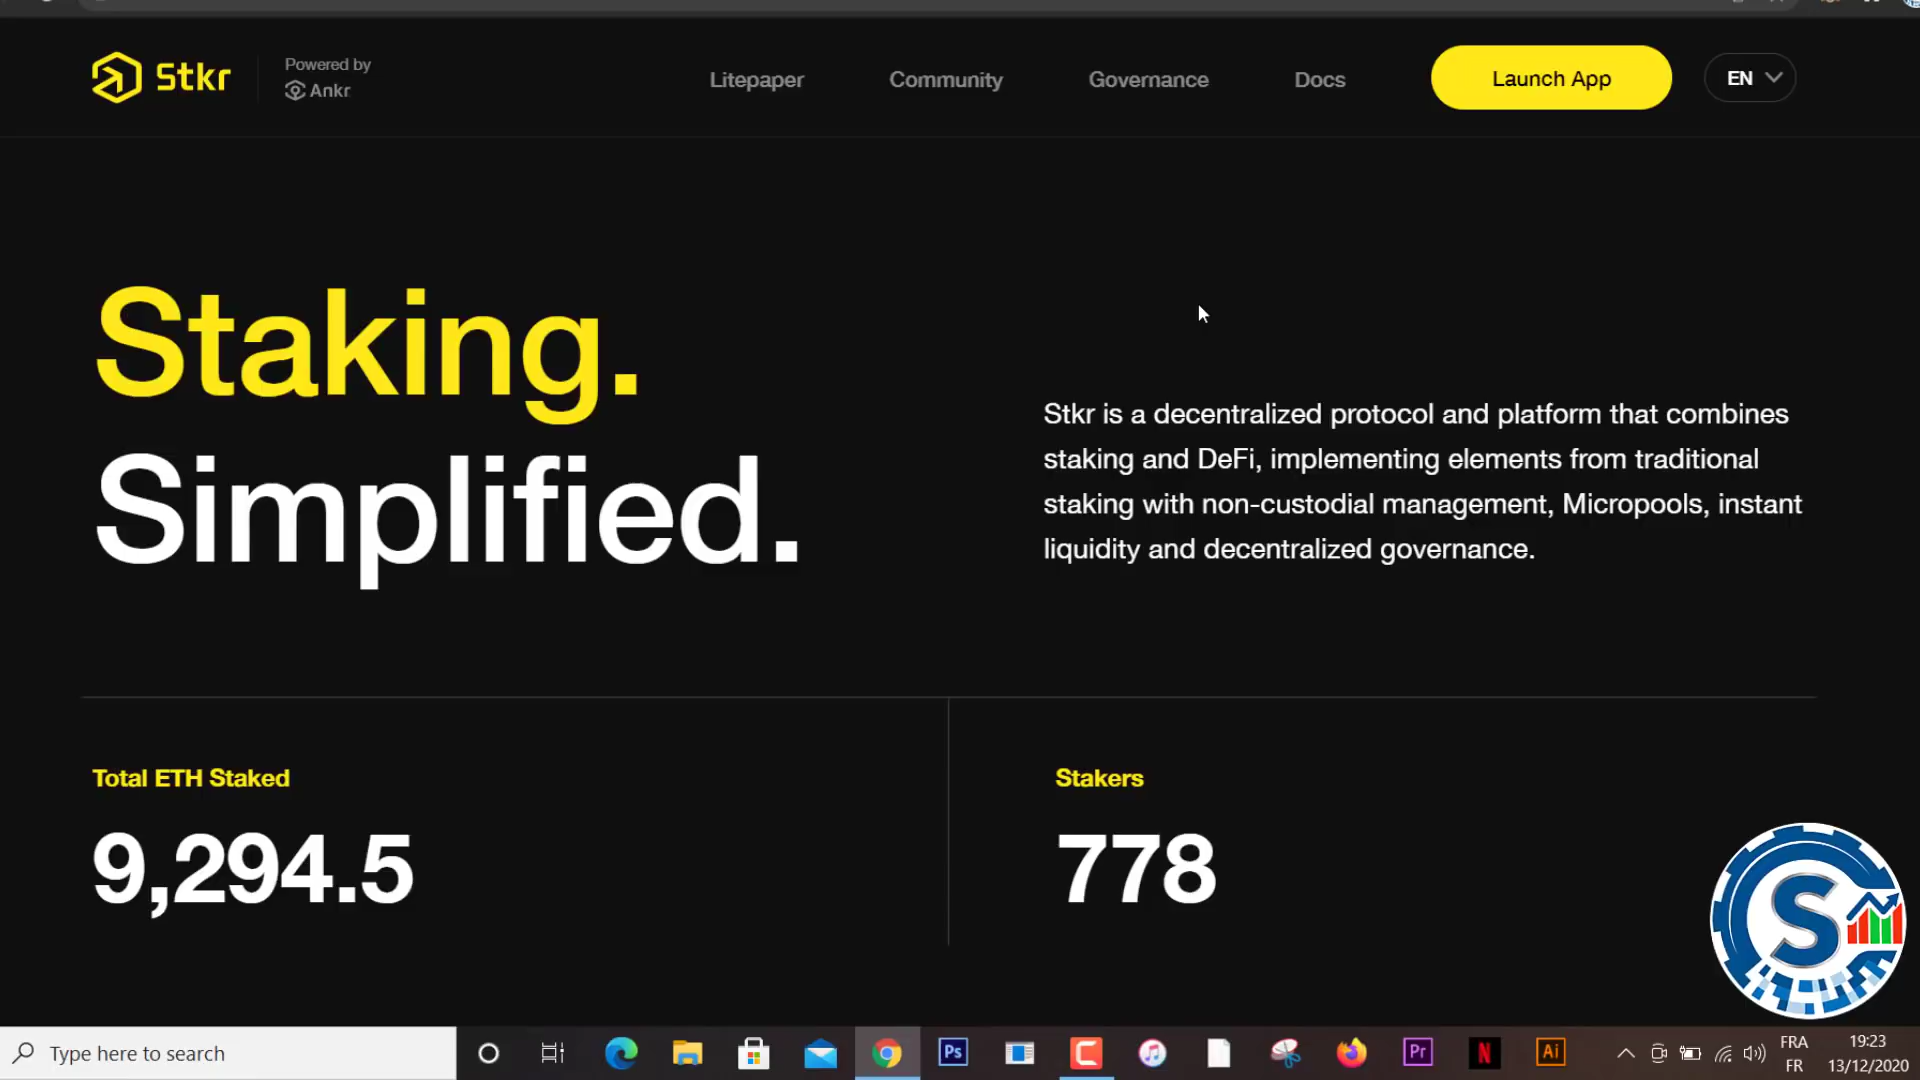 Stkr
Powered by
Ankr
Litepaper
Community
Governance
Docs
Launch App
EN
Staking.
Simplified.
Stkr is a decentralized protocol and platform that combines
staking and DeFi, implementing elements from traditional
staking with non-custodial management, Micropools, instant
liquidity and decentralized governance.
Total ETH Staked
9,294.5
Stakers
778
S
Type here to search
Ps
Pr
N
Ai
FRA
FR
19:23
13/12/2020